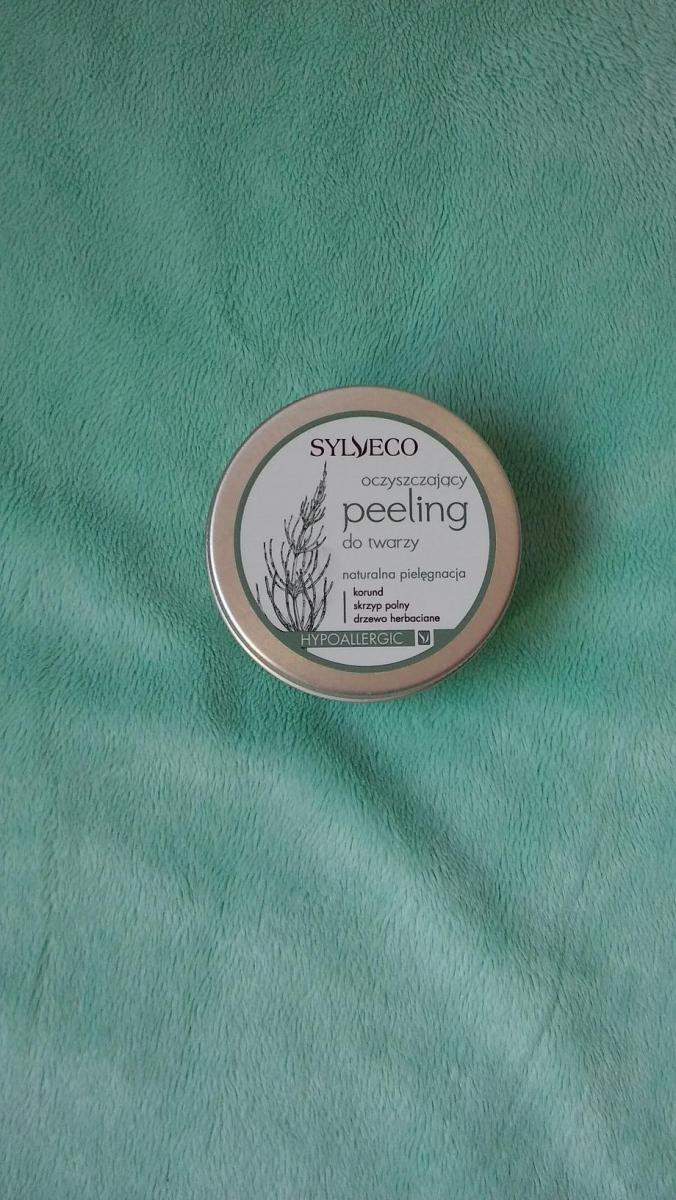 SYLVECO
oczyszczający
peeling
do twarzy
naturalna pielęgnacja
korund
skrzyp polny
drzewo herbaciane
HYPOALLERGIC